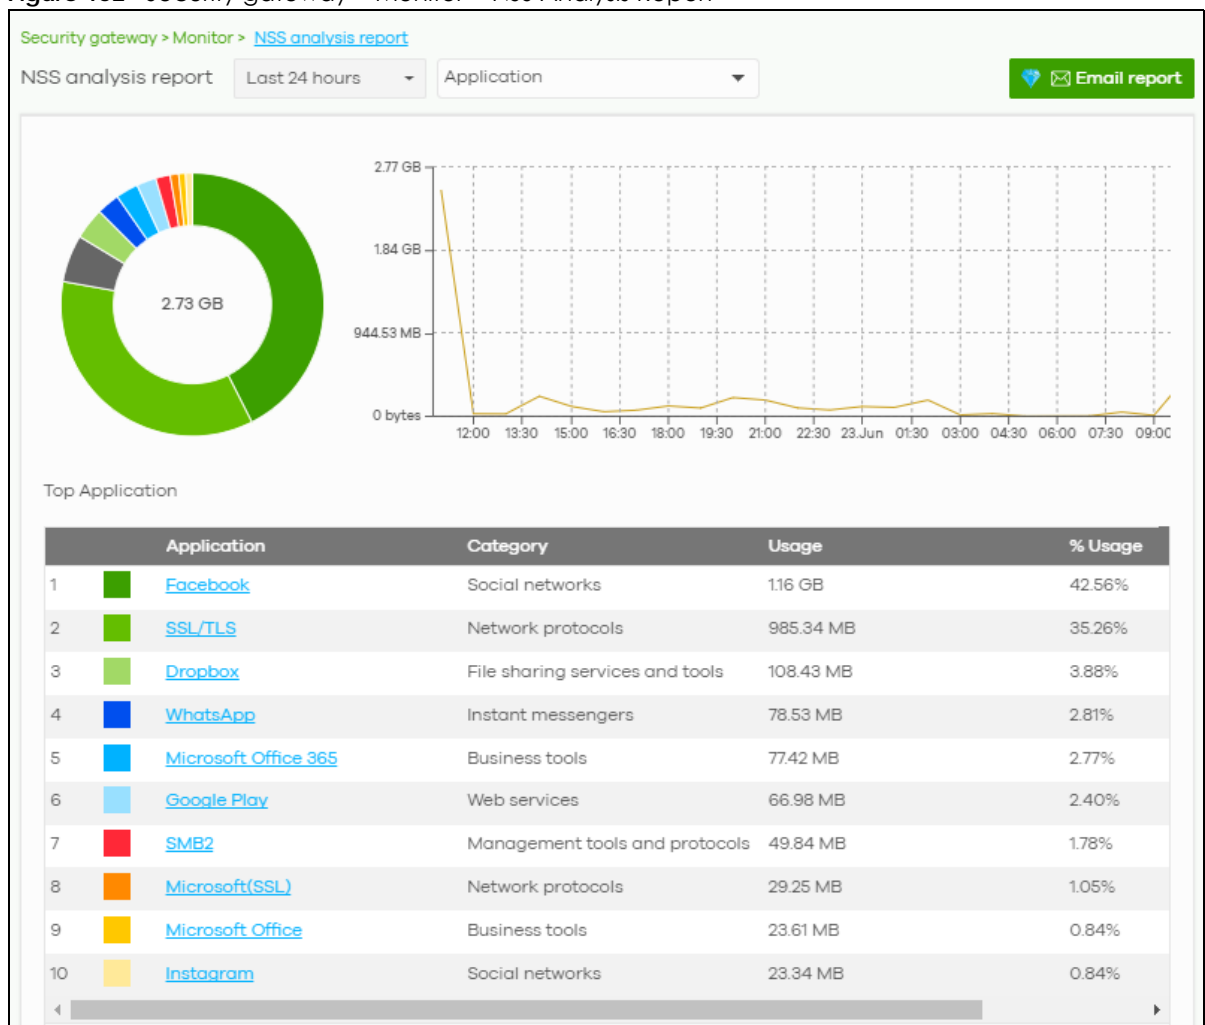 Security gateway > Monitor > NSS analysis report
NSS analysis report Last 24 hours Application Email report
2.77 GB
1.84 GB
2.73 GB
944.53 MB
0 bytes
12:00 13:30 15:00 16:30 18:00 19:30 21:00 22:30 23.Jun 01:30 03:00 04:30 06:00 07:30 09:00
Top Application
Application Category Usage % Usage
1 Facebook Social networks 1.16 GB 42.56%
2 SSL/TLS Network protocols 985.34 MB 35.26%
3 Dropbox File sharing services and tools 108.43 MB 3.88%
4 WhatsApp Instant messengers 78.53 MB 2.81%
5 Microsoft Office 365 Business tools 77.42 MB 2.77%
6 Google Play Web services 66.98 MB 2.40%
7 SMB2 Management tools and protocols 49.84 MB 1.78%
8 Microsoft(SSL) Network protocols 29.25 MB 1.05%
9 Microsoft Office Business tools 23.61 MB 0.84%
10 Instagram Social networks 23.34 MB 0.84%